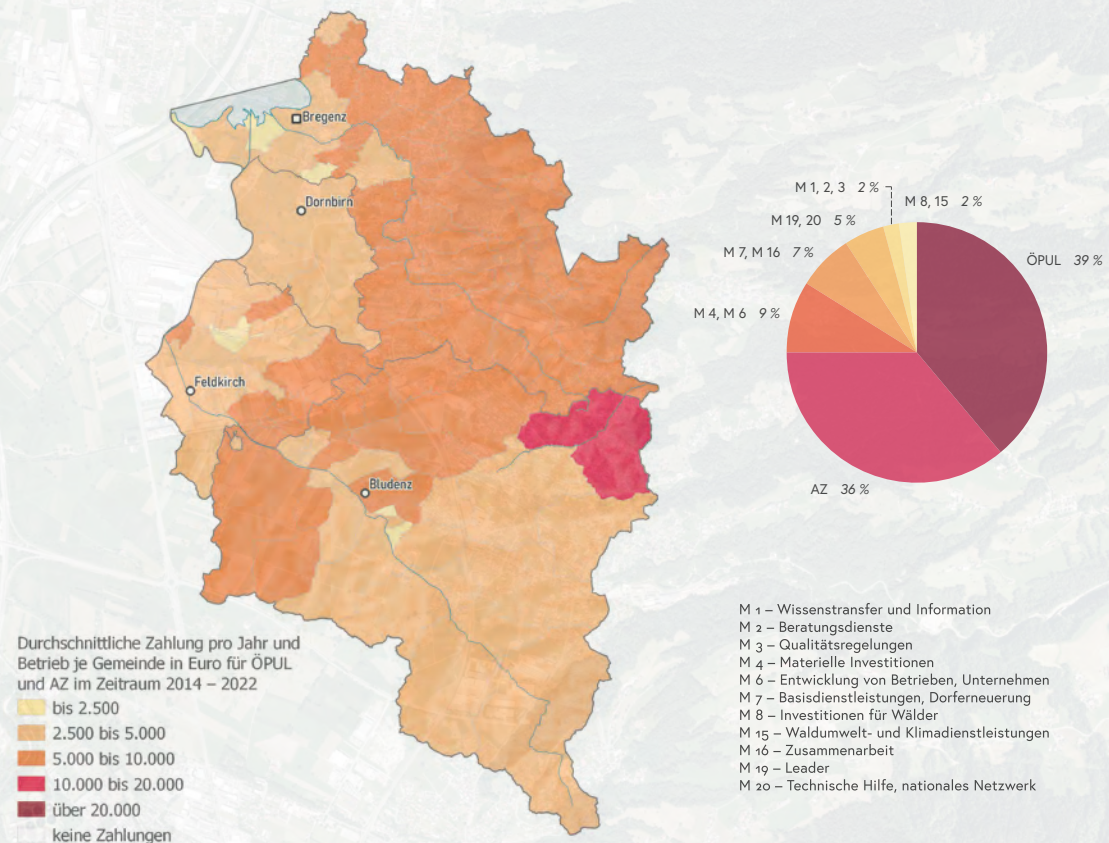 Bregenz
Dornbirn
Feldkirch
Bludenz
Durchschnittliche Zahlung pro Jahr und
Betrieb je Gemeinde in Euro für ÖPUL
und AZ im Zeitraum 2014 – 2022
bis 2.500
2.500 bis 5.000
5.000 bis 10.000
10.000 bis 20.000
über 20.000
keine Zahlungen
M 1, 2, 3 2 %
M 8, 15 2 %
M 19, 20 5 %
M 7, M 16 7 %
ÖPUL 39 %
M 4, M 6 9 %
AZ 36 %
M 1 – Wissenstransfer und Information
M 2 – Beratungsdienste
M 3 – Qualitätsregelungen
M 4 – Materielle Investitionen
M 6 – Entwicklung von Betrieben, Unternehmen
M 7 – Basisdienstleistungen, Dorferneuerung
M 8 – Investitionen für Wälder
M 15 – Waldumwelt- und Klimadienstleistungen
M 16 – Zusammenarbeit
M 19 – Leader
M 20 – Technische Hilfe, nationales Netzwerk